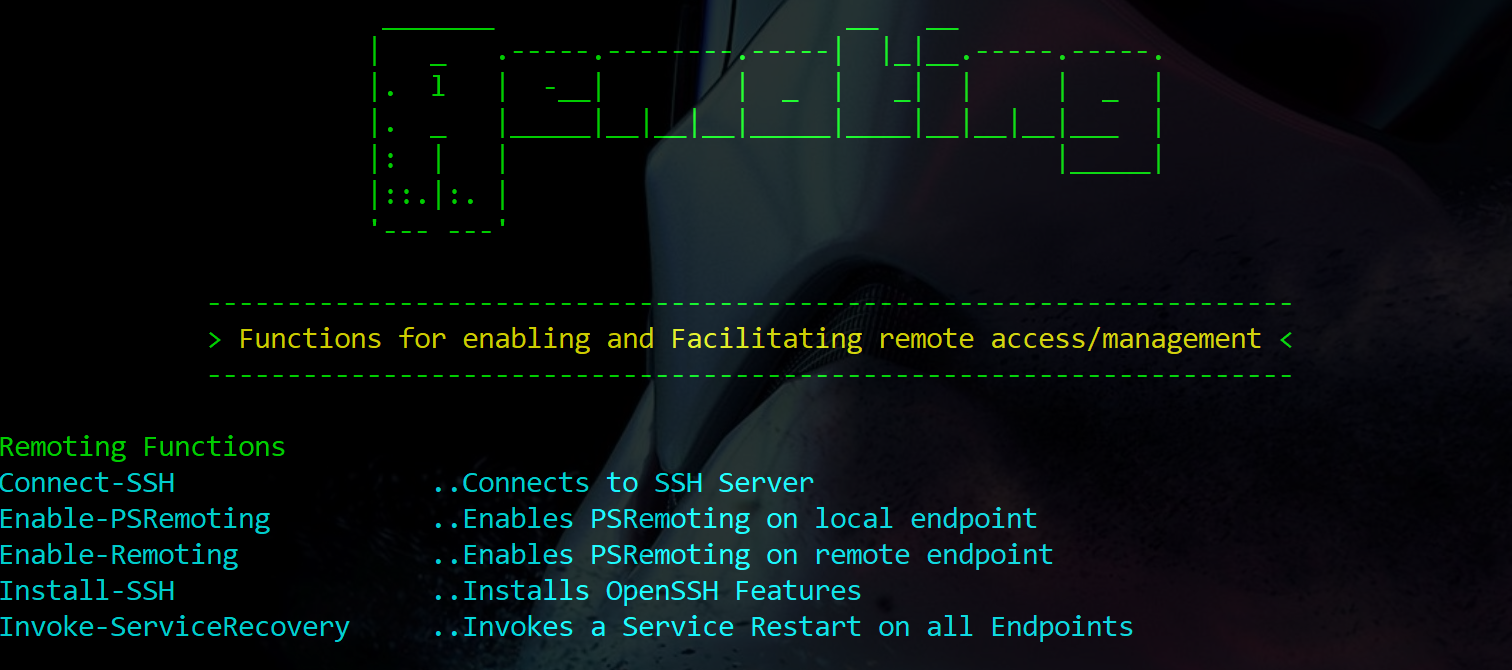 Remoting
> Functions for enabling and Facilitating remote access/management <
Remoting Functions
Connect-SSH ..Connects to SSH Server
Enable-PSRemoting ..Enables PSRemoting on local endpoint
Enable-Remoting ..Enables PSRemoting on remote endpoint
Install-SSH ..Installs OpenSSH Features
Invoke-ServiceRecovery ..Invokes a Service Restart on all Endpoints